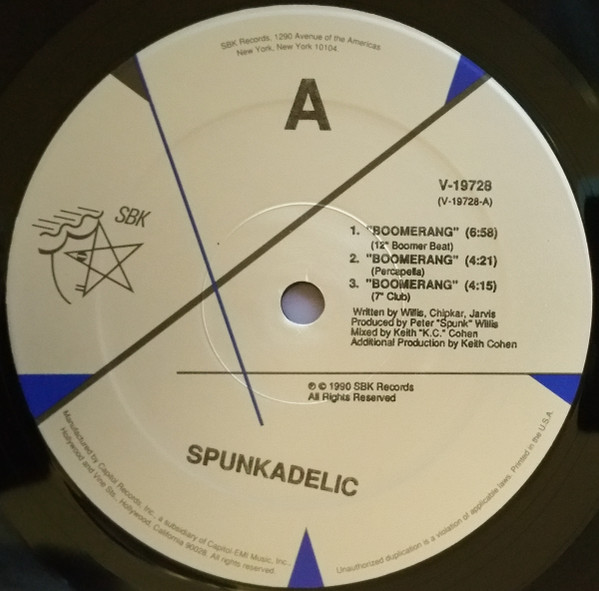 SBK Records, 1290 Avenue of the Americas
New York, New York 10104
A
SBK
V-19728
(V-19728-A)
1. "BOOMERANG" (6:58)
(12" Boomer Beat)
2. "BOOMERANG" (4:21)
(Percapella)
3. "BOOMERANG" (4:15)
(7" Club)
Written by Willis, Chipkar, Jarvis
Produced by Peter "Spunk" Willis
Mixed by Keith "K.C." Cohen
Additional Production by Keith Cohen
℗ © 1990 SBK Records
All Rights Reserved
SPUNKADELIC
Manufactured by Capitol Records, Inc., a subsidiary of Capitol-EMI Music, Inc.,
Hollywood and Vine Sts., Hollywood, California 90028. All rights reserved.
Unauthorized duplication is a violation of applicable laws. Printed in the U.S.A.